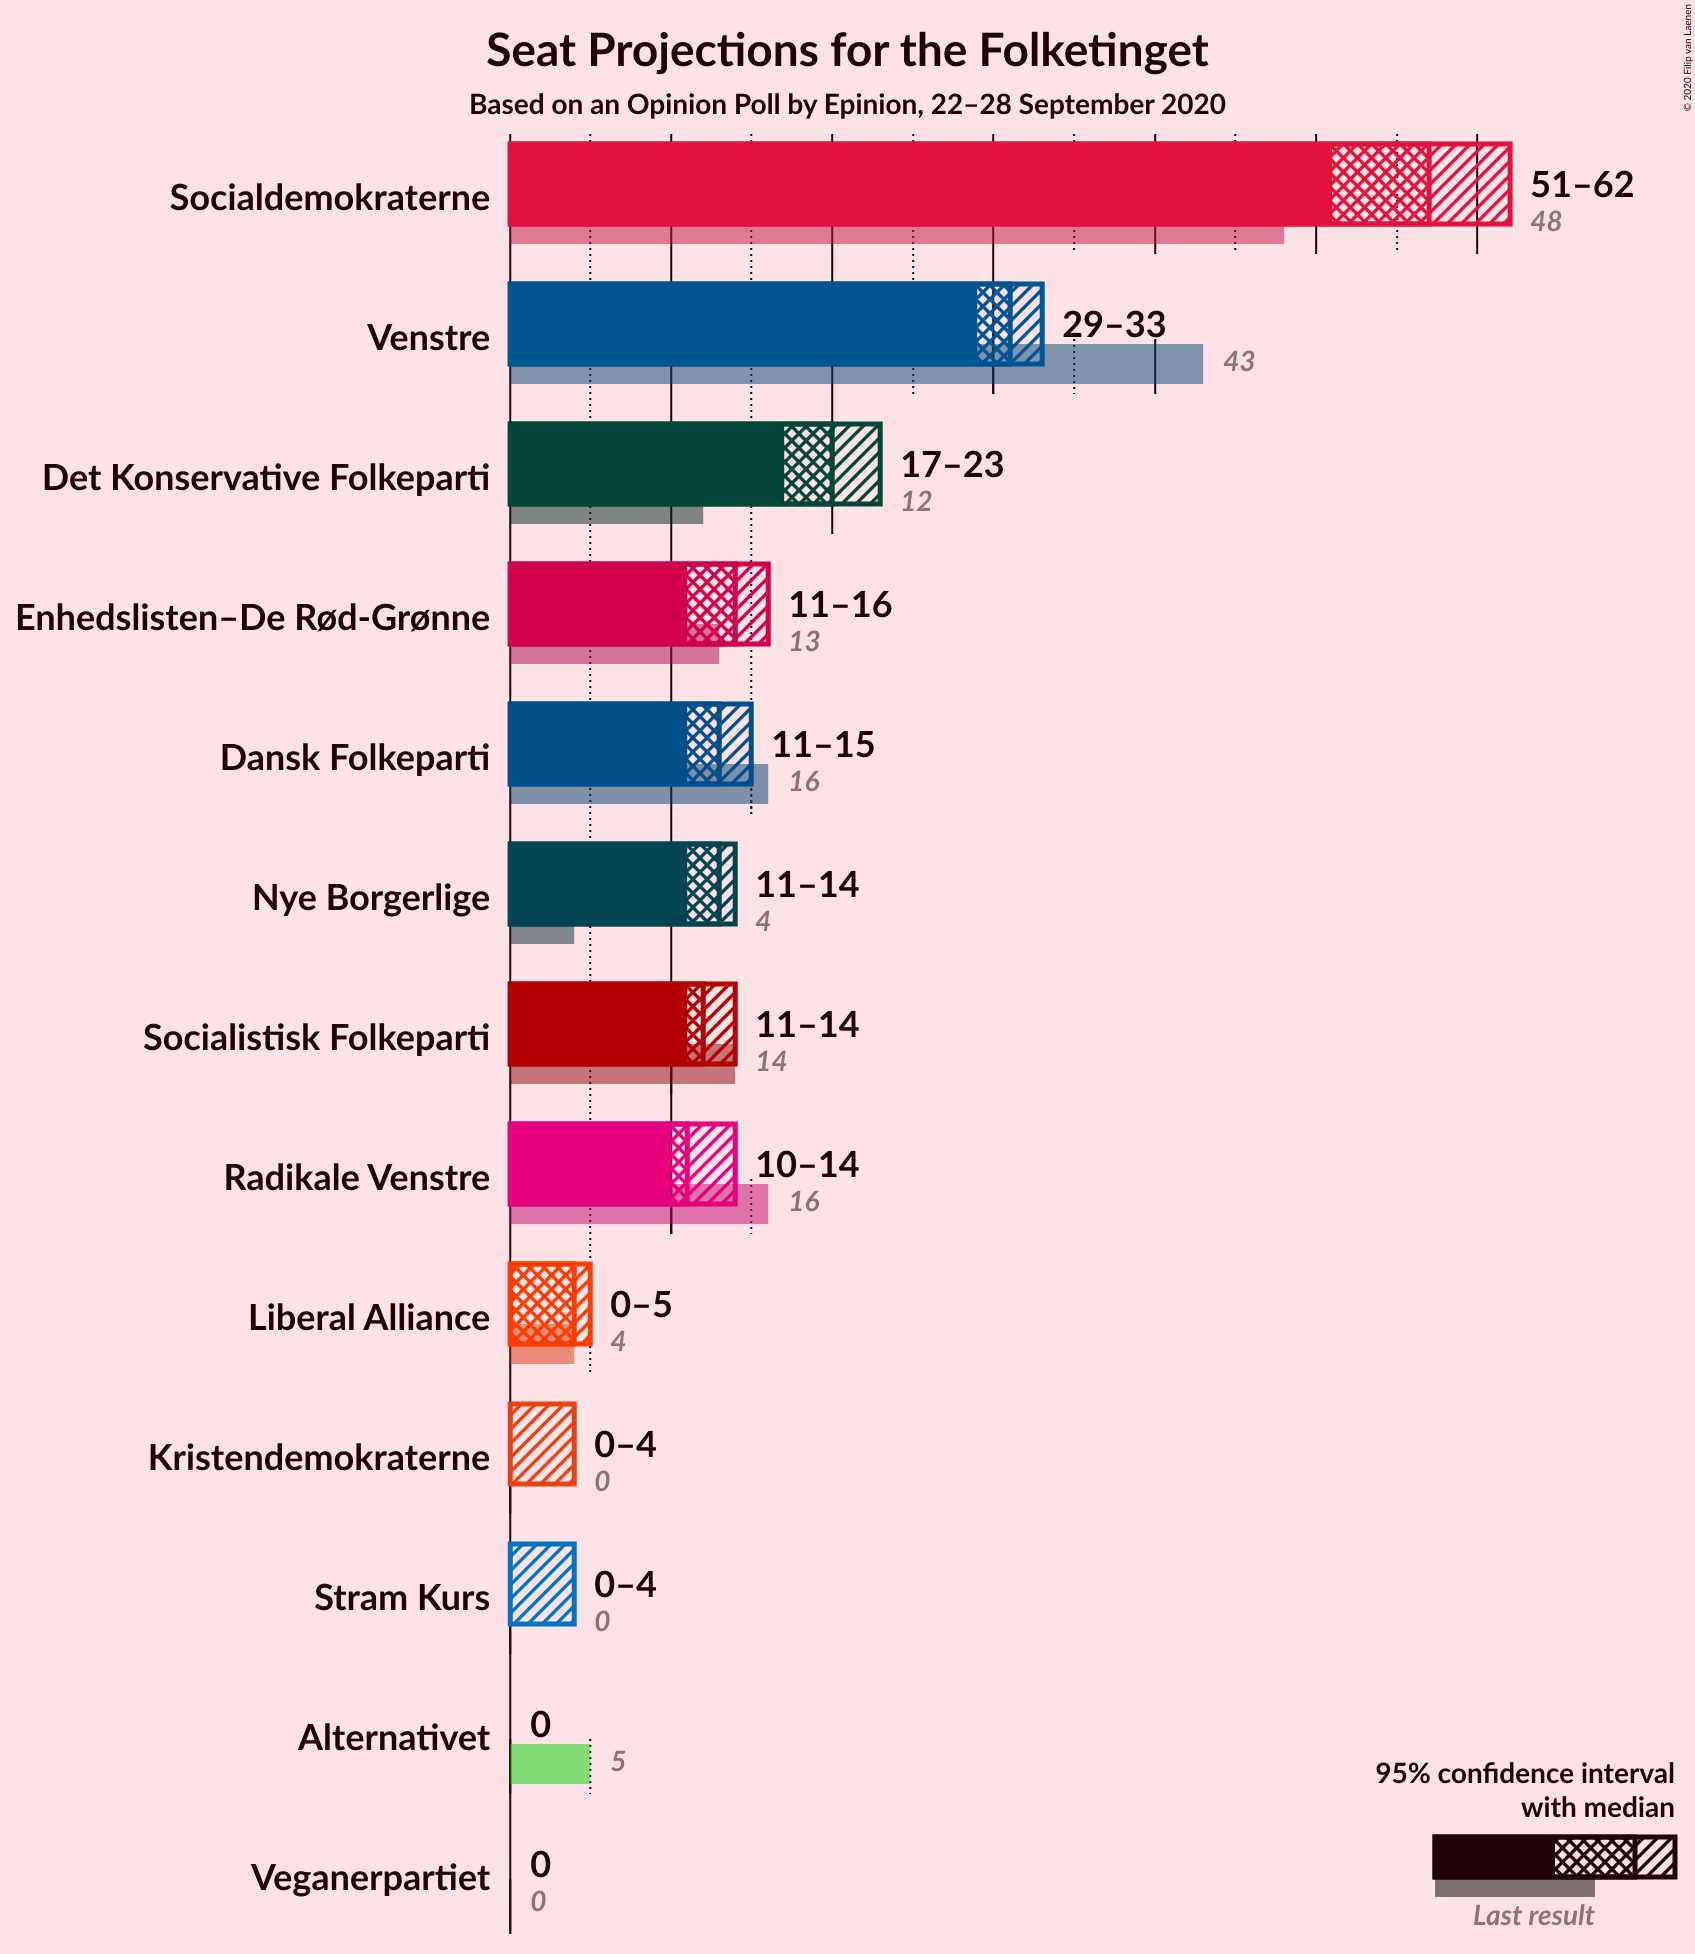 Seat Projections for the Folketinget
Based on an Opinion Poll by Epinion, 22–28 September 2020
© 2020 Filip van Laenen
Socialdemokraterne
51–62
48
Venstre
29–33
43
Det Konservative Folkeparti
17–23
12
Enhedslisten–De Rød-Grønne
11–16
13
Dansk Folkeparti
11–15
16
Nye Borgerlige
11–14
4
Socialistisk Folkeparti
11–14
14
Radikale Venstre
10–14
16
Liberal Alliance
0–5
4
Kristendemokraterne
0–4
0
Stram Kurs
0–4
0
Alternativet
0
5
Veganerpartiet
0
0
95% confidence interval
with median
Last result